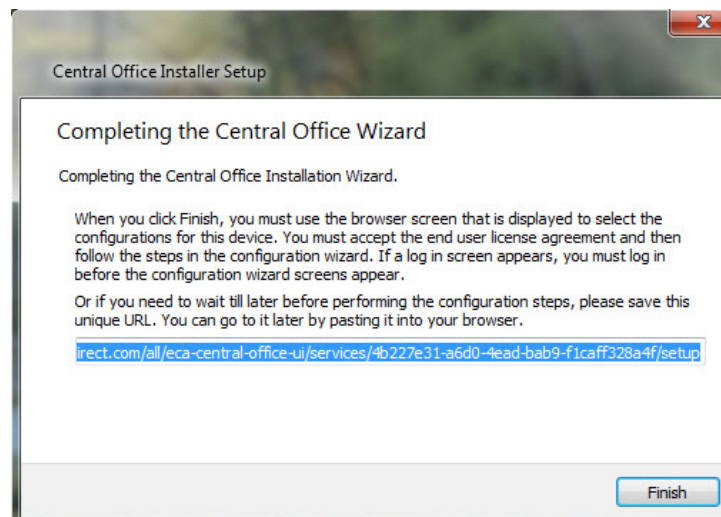 Central Office Installer Setup
Completing the Central Office Wizard
Completing the Central Office Installation Wizard.
When you click Finish, you must use the browser screen that is displayed to select the
configurations for this device. You must accept the end user license agreement and then
follow the steps in the configuration wizard. If a log in screen appears, you must log in
before the configuration wizard screens appear.
Or if you need to wait till later before performing the configuration steps, please save this
unique URL. You can go to it later by pasting it into your browser.
irect.com/all/eca-central-office-ui/services/4b227e31-a6d0-4ead-bab9-f1caff328a4f/setup
Finish